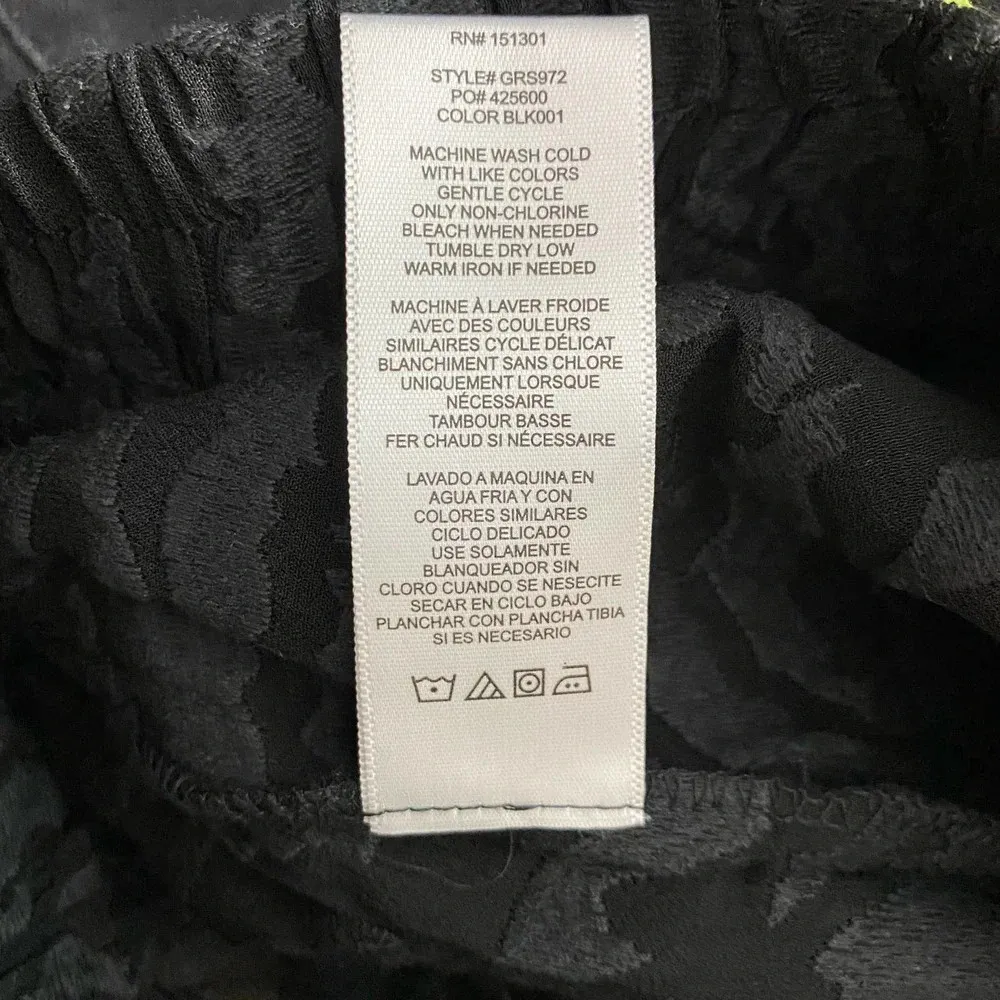 RN# 151301
STYLE# GRS972
PO# 425600
COLOR BLK001
MACHINE WASH COLD
WITH LIKE COLORS
GENTLE CYCLE
ONLY NON-CHLORINE
BLEACH WHEN NEEDED
TUMBLE DRY LOW
WARM IRON IF NEEDED
MACHINE À LAVER FROIDE
AVEC DES COULEURS
SIMILAIRES CYCLE DÉLICAT
BLANCHIMENT SANS CHLORE
UNIQUEMENT LORSQUE
NÉCESSAIRE
TAMBOUR BASSE
FER CHAUD SI NÉCESSAIRE
LAVADO A MAQUINA EN
AGUA FRIA Y CON
COLORES SIMILARES
CICLO DELICADO
USE SOLAMENTE
BLANQUEADOR SIN
CLORO CUANDO SE NESECITE
SECAR EN CICLO BAJO
PLANCHAR CON PLANCHA TIBIA
SI ES NECESARIO